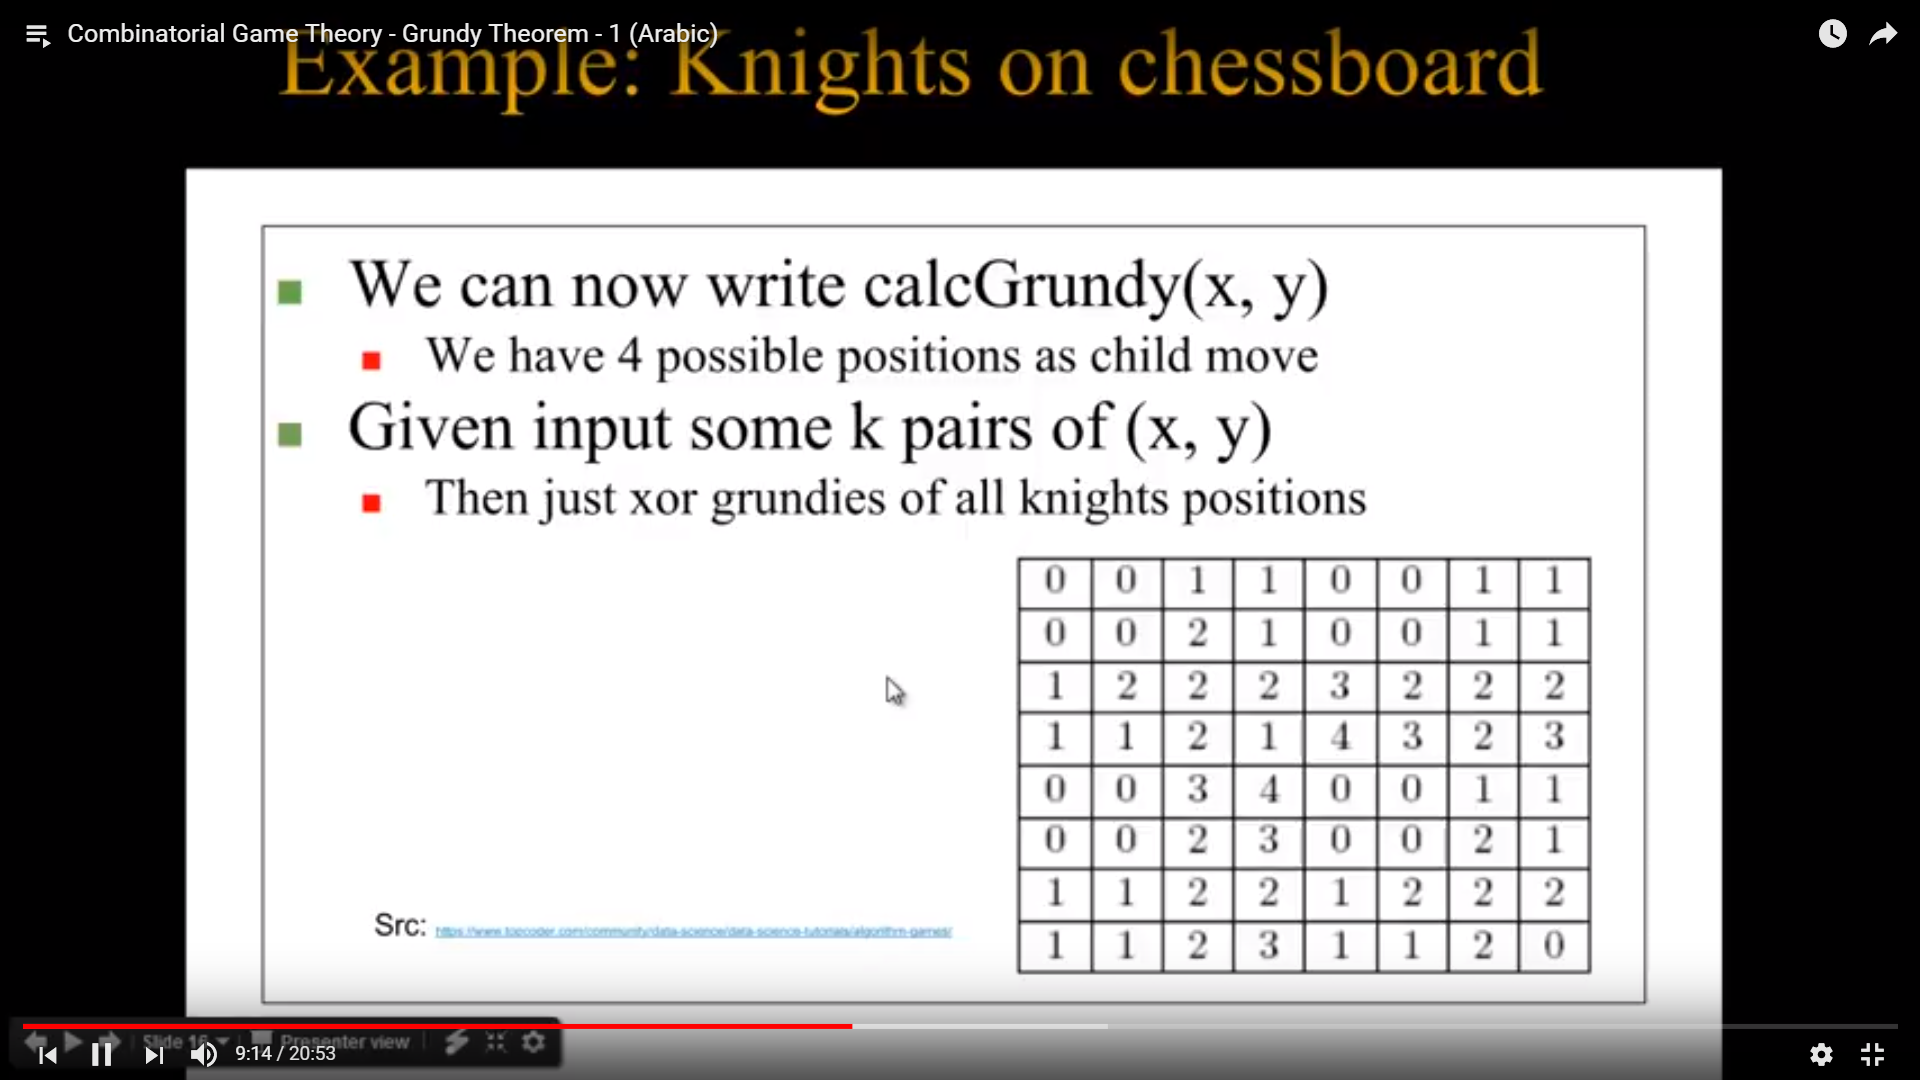 Combinatorial Game Theory - Grundy Theorem - 1 (Arabic)
Example: Knights on chessboard
We can now write calcGrundy(x, y)
We have 4 possible positions as child move
Given input some k pairs of (x, y)
Then just xor grundies of all knights positions
0 0 1 1 0 0 1 1
0 0 2 1 0 0 1 1
1 2 2 2 3 2 2 2
1 1 2 1 4 3 2 3
0 0 3 4 0 0 1 1
0 0 2 3 0 0 2 1
1 1 2 2 1 2 2 2
1 1 2 3 1 1 2 0
Src: https://www.topcoder.com/community/data-science/data-science-tutorials/algorithm-games/
Slide 16 Presenter view
9:14 / 20:53